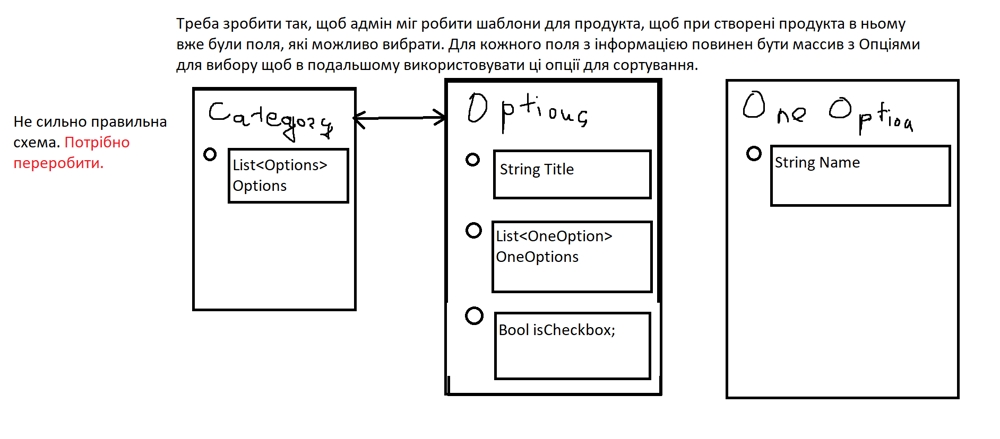 Треба зробити так, щоб адмін міг робити шаблони для продукта, щоб при створені продукта в ньому
вже були поля, які можливо вибрати. Для кожного поля з інформацією повинен бути массив з Опціями
для вибору щоб в подальшому використовувати ці опції для сортування.
Не сильно правильна
схема. Потрібно
переробити.
Category
List<Options>
Options
Options
String Title
List<OneOption>
OneOptions
Bool isCheckbox;
One Option
String Name